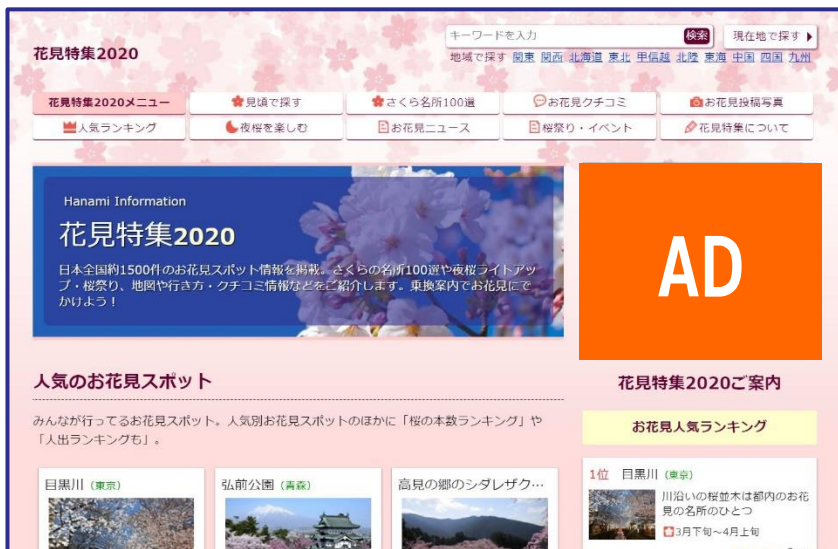 花見特集2020
キーワードを入力
検索
現在地で探す
地域で探す 関東 関西 北海道 東北 甲信越 北陸 東海 中国 四国 九州
花見特集2020メニュー
見頃で探す
さくら名所100選
お花見クチコミ
お花見投稿写真
人気ランキング
夜桜を楽しむ
お花見ニュース
桜祭り・イベント
花見特集について
Hanami Information
花見特集2020
日本全国約1500件のお花見スポット情報を掲載。さくらの名所100選や夜桜ライトアッ
プ・桜祭り、地図や行き方・クチコミ情報などをご紹介します。乗換案内でお花見にで
かけよう！
AD
人気のお花見スポット
みんなが行ってるお花見スポット。人気別お花見スポットのほかに「桜の本数ランキング」や
「人出ランキングも」。
目黒川（東京）
弘前公園（青森）
高見の郷のシダレザク…
花見特集2020ご案内
お花見人気ランキング
1位 目黒川（東京）
川沿いの桜並木は都内のお花
見の名所のひとつ
3月下旬～4月上旬